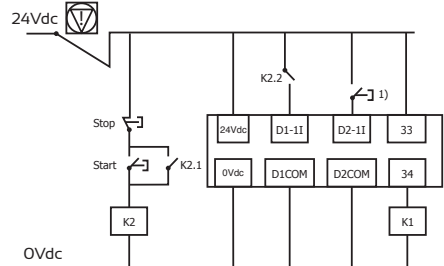 24Vdc
K2.2
1)
Stop
24Vdc D1-1I D2-1I 33
Start K2.1
0Vdc D1COM D2COM 34
K2 K1
0Vdc